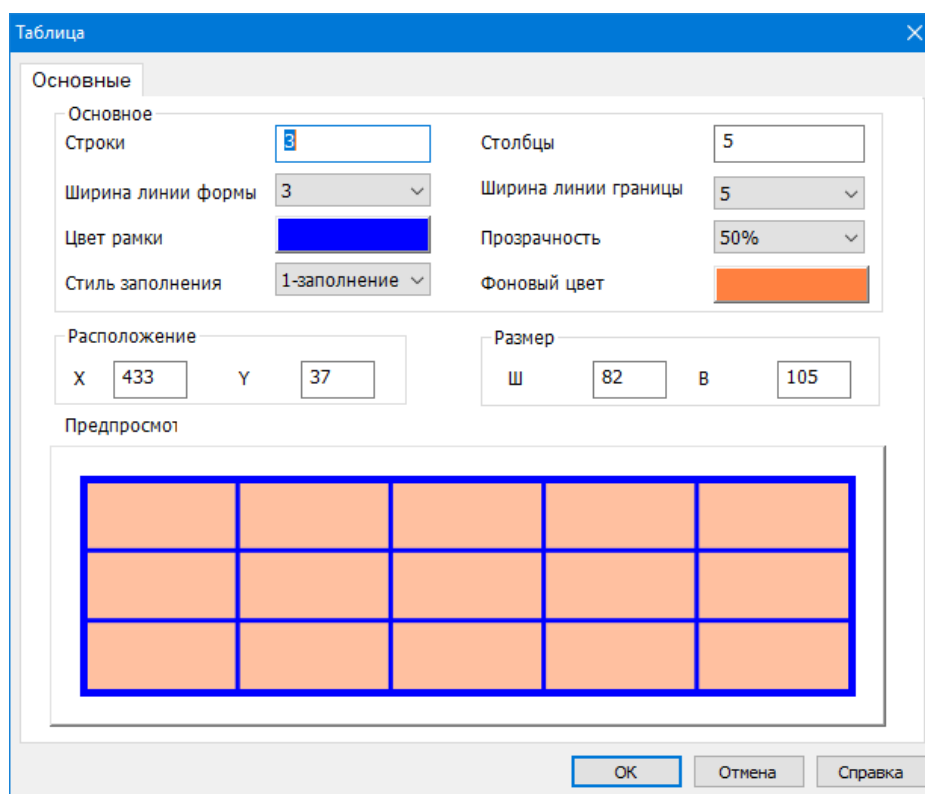 Таблица
Основные
Основное
Строки 3 Столбцы 5
Ширина линии формы 3 Ширина линии границы 5
Цвет рамки Прозрачность 50%
Стиль заполнения 1-заполнение Фоновый цвет
Расположение Размер
X 433 Y 37 Ш 82 В 105
Предпросмот
OK Отмена Справка